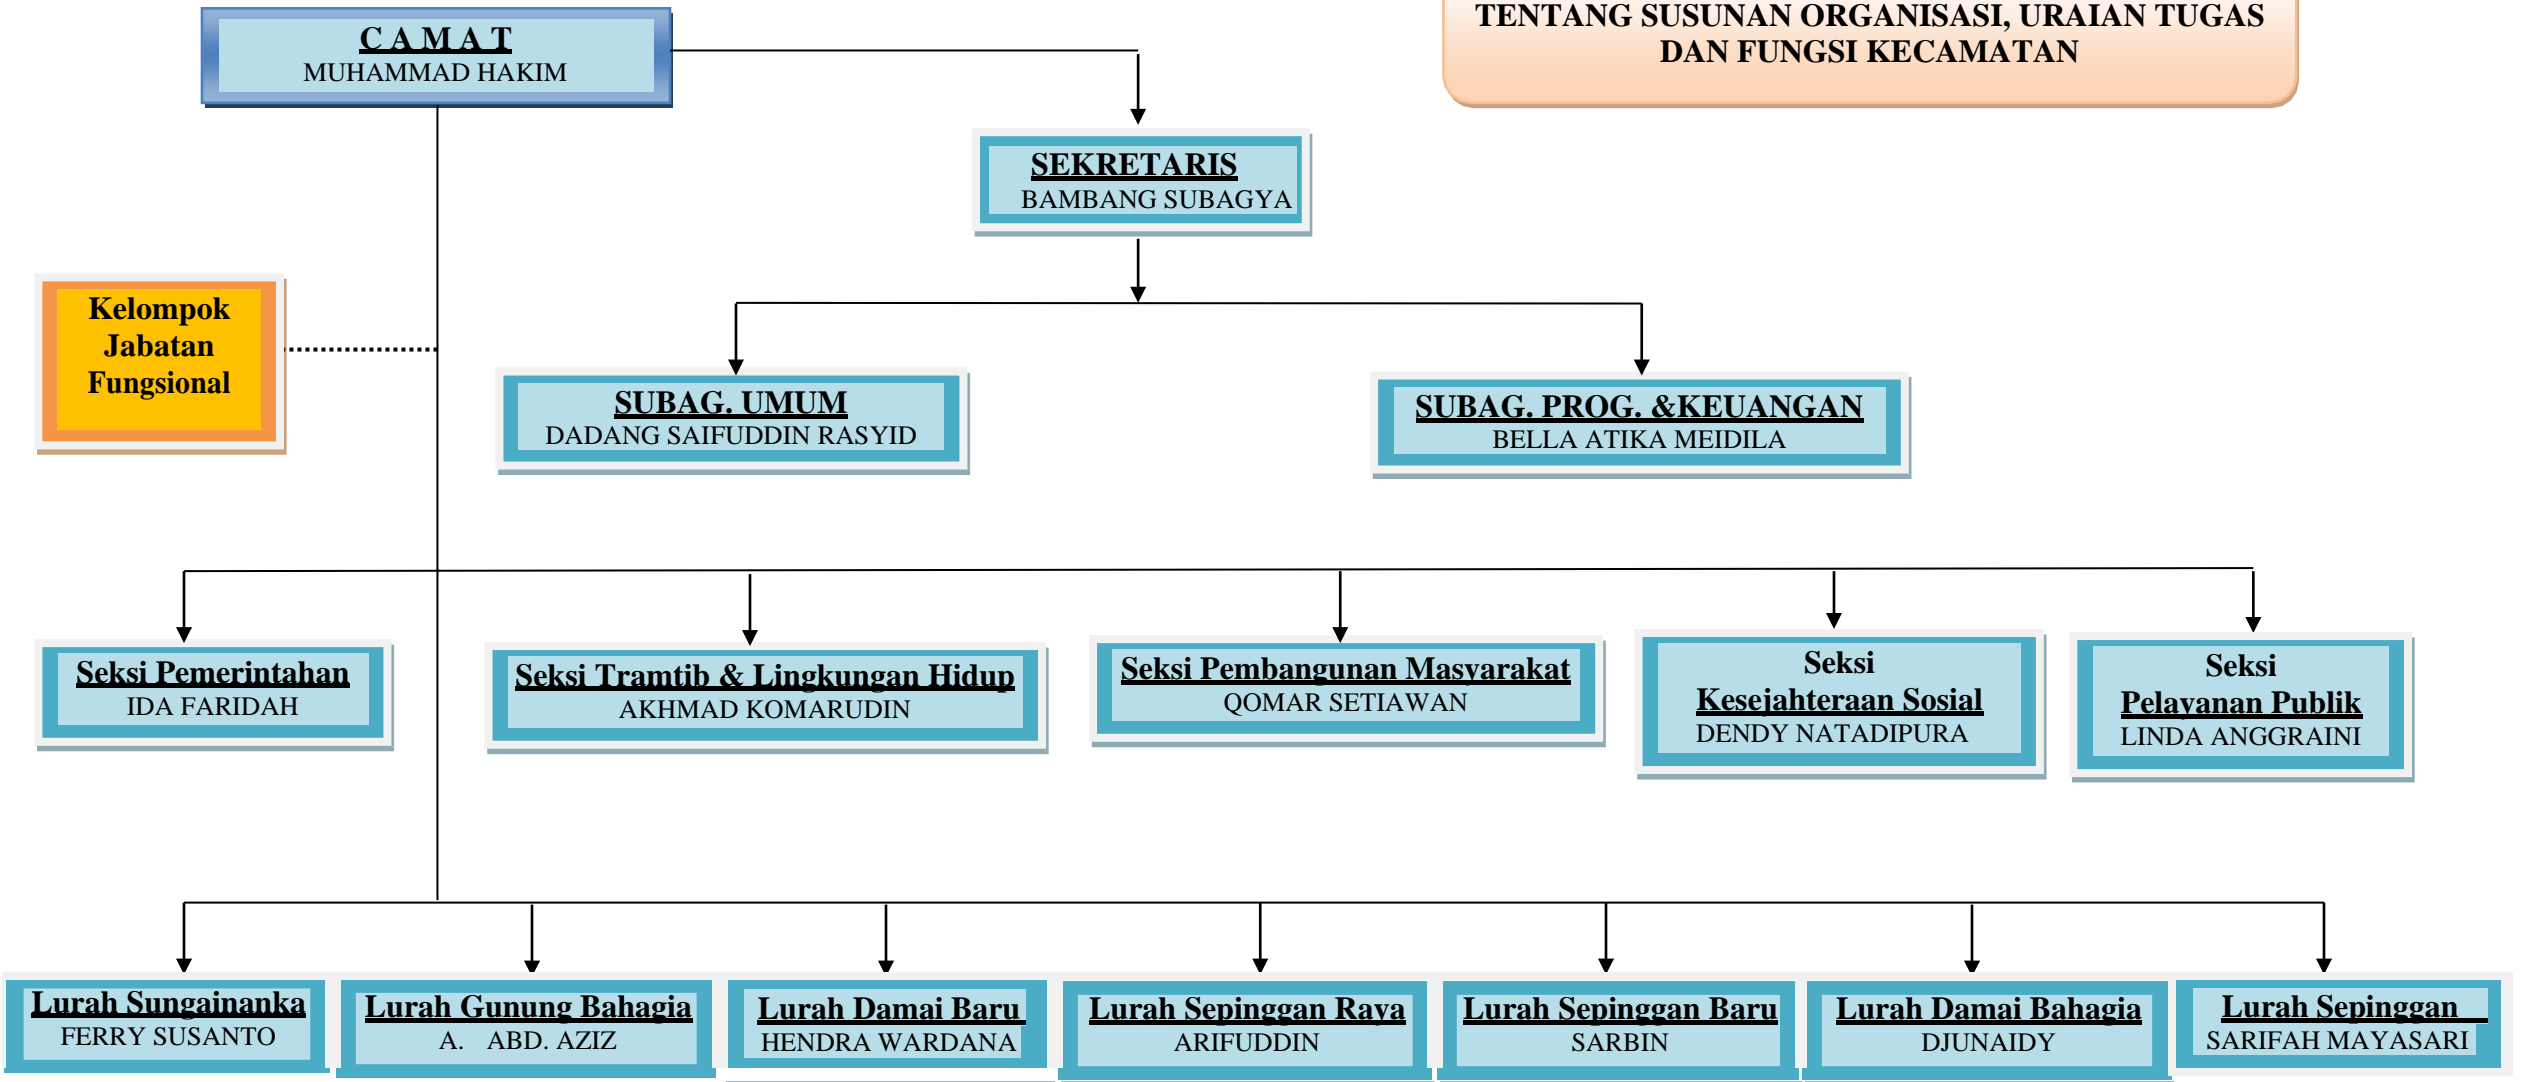 TENTANG SUSUNAN ORGANISASI, URAIAN TUGAS
DAN FUNGSI KECAMATAN
C A M A T
MUHAMMAD HAKIM
SEKRETARIS
BAMBANG SUBAGYA
Kelompok
Jabatan
Fungsional
SUBAG. UMUM
DADANG SAIFUDDIN RASYID
SUBAG. PROG. &KEUANGAN
BELLA ATIKA MEIDILA
Seksi Pemerintahan
IDA FARIDAH
Seksi Tramtib & Lingkungan Hidup
AKHMAD KOMARUDIN
Seksi Pembangunan Masyarakat
QOMAR SETIAWAN
Seksi
Kesejahteraan Sosial
DENDY NATADIPURA
Seksi
Pelayanan Publik
LINDA ANGGRAINI
Lurah Sungainanka
FERRY SUSANTO
Lurah Gunung Bahagia
A. ABD. AZIZ
Lurah Damai Baru
HENDRA WARDANA
Lurah Sepinggan Raya
ARIFUDDIN
Lurah Sepinggan Baru
SARBIN
Lurah Damai Bahagia
DJUNAIDY
Lurah Sepinggan
SARIFAH MAYASARI